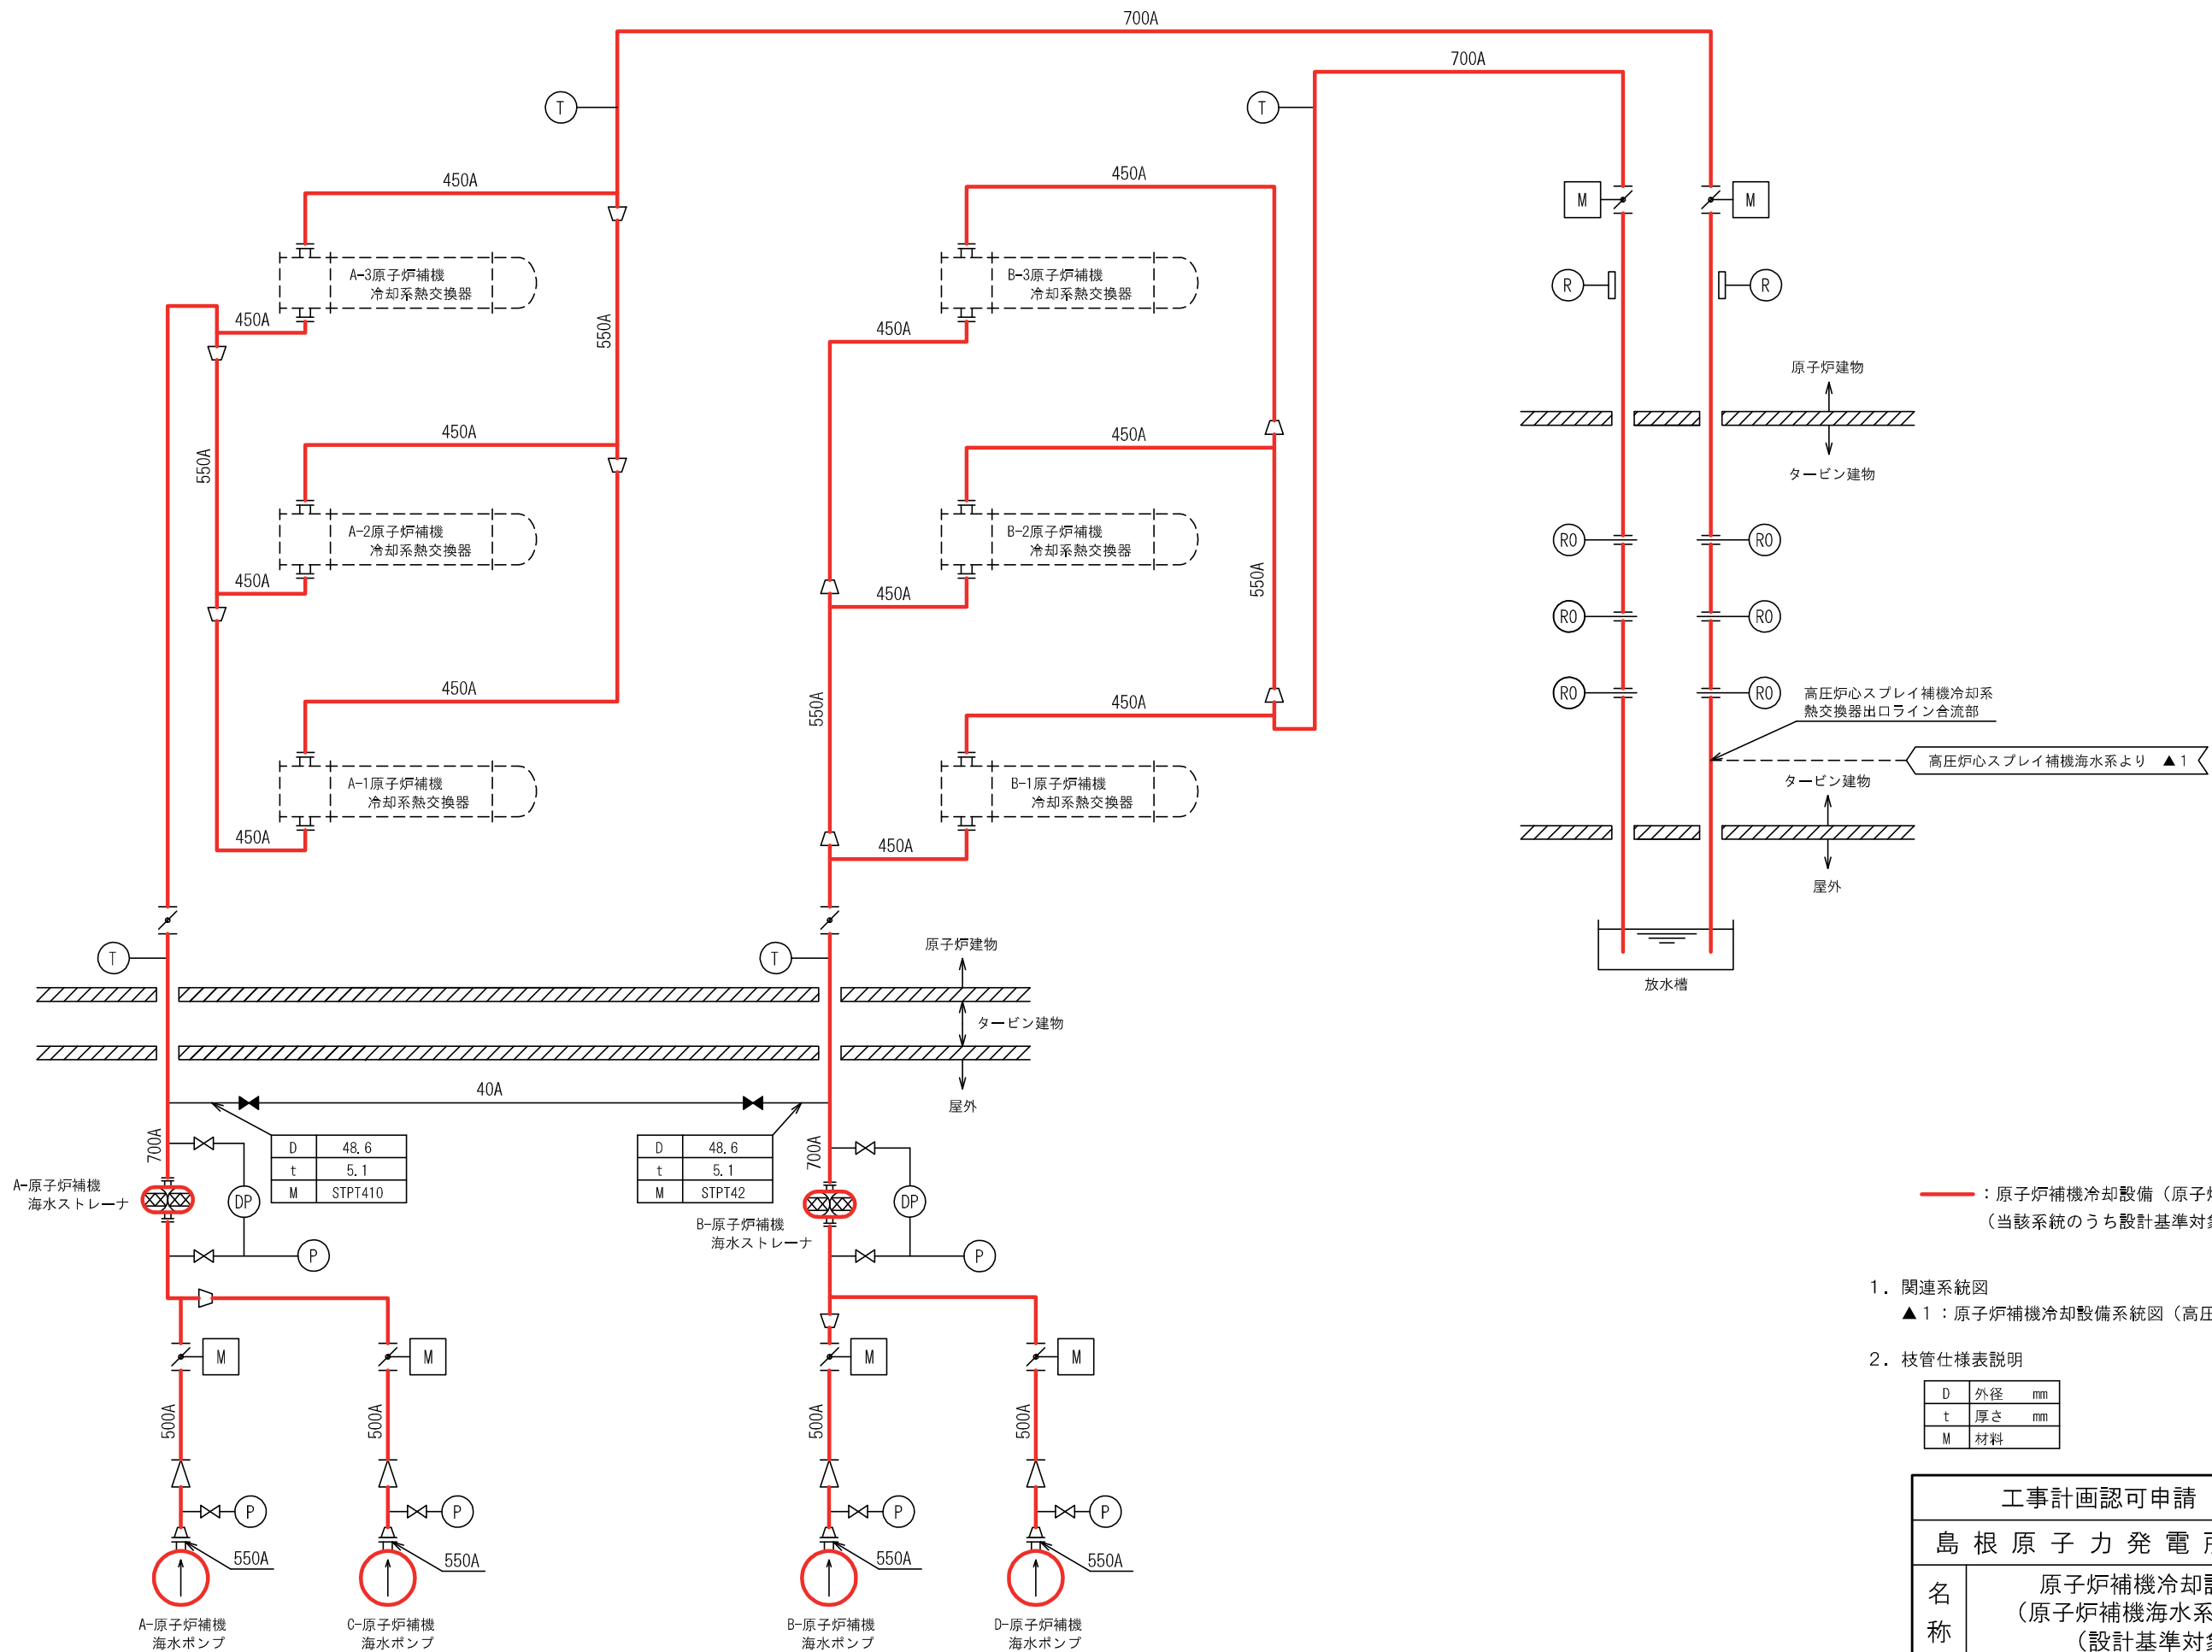 700A
700A
T
T
450A
450A
M
M
A-3原子炉補機
冷却系熱交換器
B-3原子炉補機
冷却系熱交換器
R
R
450A
550A
450A
原子炉建物
タービン建物
450A
450A
550A
A-2原子炉補機
冷却系熱交換器
B-2原子炉補機
冷却系熱交換器
RO
RO
450A
450A
550A
RO
RO
450A
450A
550A
RO
RO
高圧炉心スプレイ補機冷却系
熱交換器出口ライン合流部
高圧炉心スプレイ補機海水系より ▲1
A-1原子炉補機
冷却系熱交換器
B-1原子炉補機
冷却系熱交換器
タービン建物
屋外
450A
450A
T
T
原子炉建物
タービン建物
屋外
放水槽
40A
700A
D 48.6
t 5.1
M STPT410
D 48.6
t 5.1
M STPT42
700A
A-原子炉補機
海水ストレーナ
DP
P
B-原子炉補機
海水ストレーナ
DP
P
:原子炉補機冷却設備(原子
(当該系統のうち設計基準対
1. 関連系統図
▲1:原子炉補機冷却設備系統図(高
2. 枝管仕様表説明
D 外径 mm
t 厚さ mm
M 材料
M
M
M
M
500A
500A
500A
500A
P
P
P
P
550A
550A
550A
550A
A-原子炉補機
海水ポンプ
C-原子炉補機
海水ポンプ
B-原子炉補機
海水ポンプ
D-原子炉補機
海水ポンプ
工事計画認可申請
島根原子力発電
名称
原子炉補機冷却
(原子炉補機海水系
(設計基準対